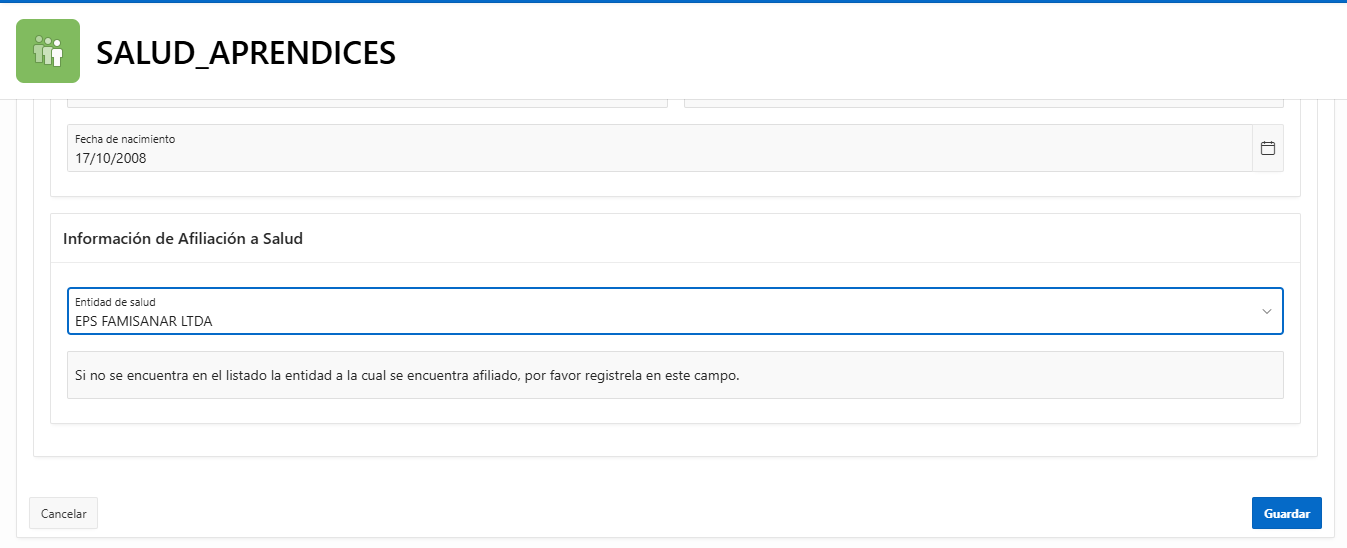 SALUD_APRENDICES
Fecha de nacimiento
17/10/2008
Información de Afiliación a Salud
Entidad de salud
EPS FAMISANAR LTDA
Si no se encuentra en el listado la entidad a la cual se encuentra afiliado, por favor registrela en este campo.
Cancelar
Guardar